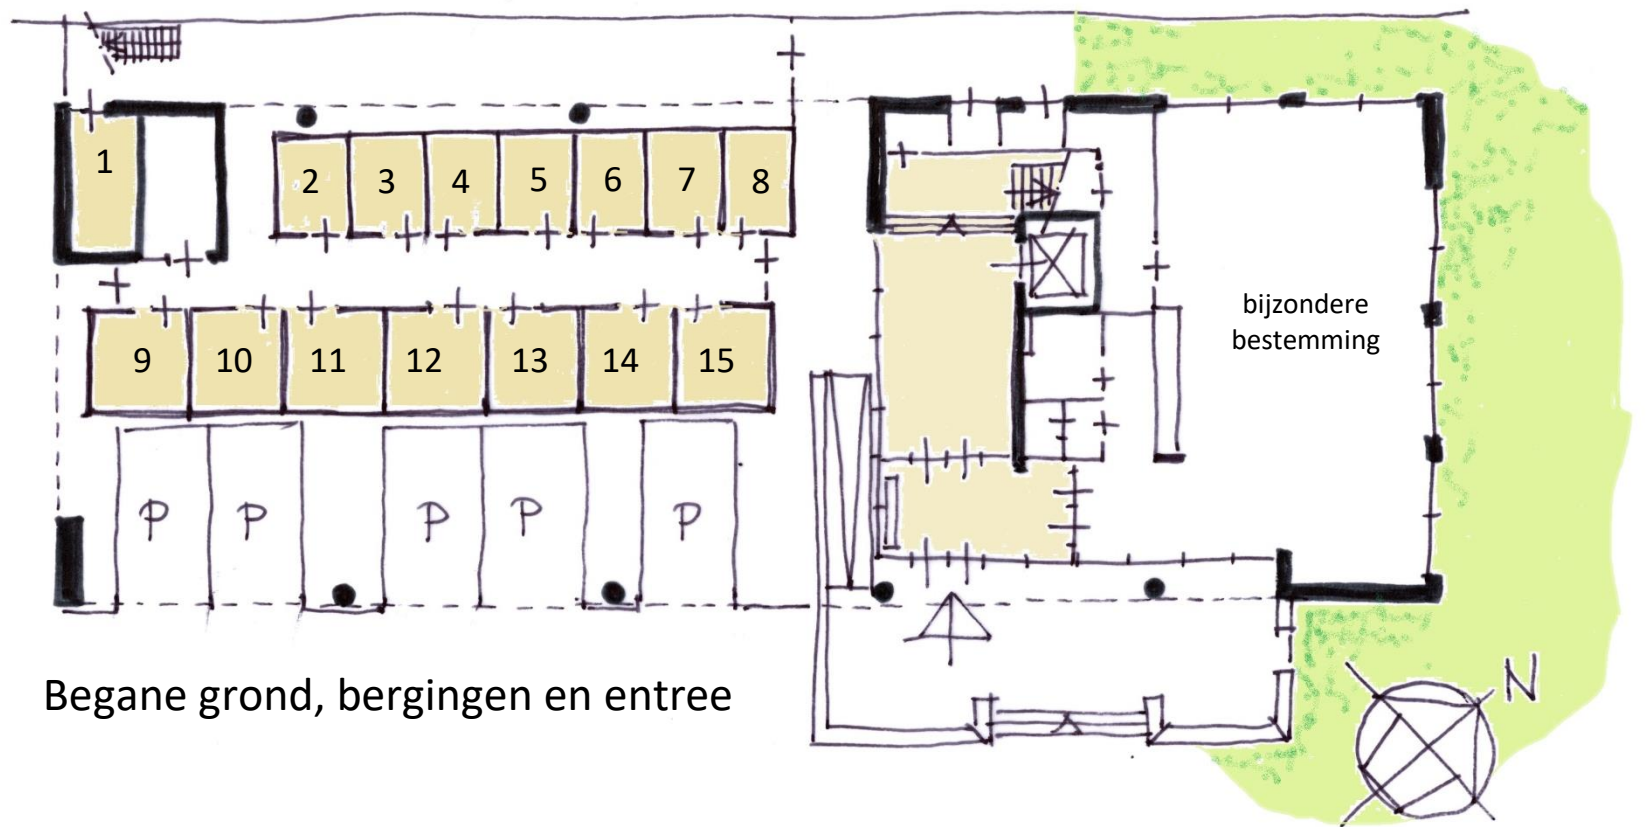 1
2 3 4 5 6 7 8
bijzondere
bestemming
9 10 11 12 13 14 15
P P P P P
Begane grond, bergingen en entree
N